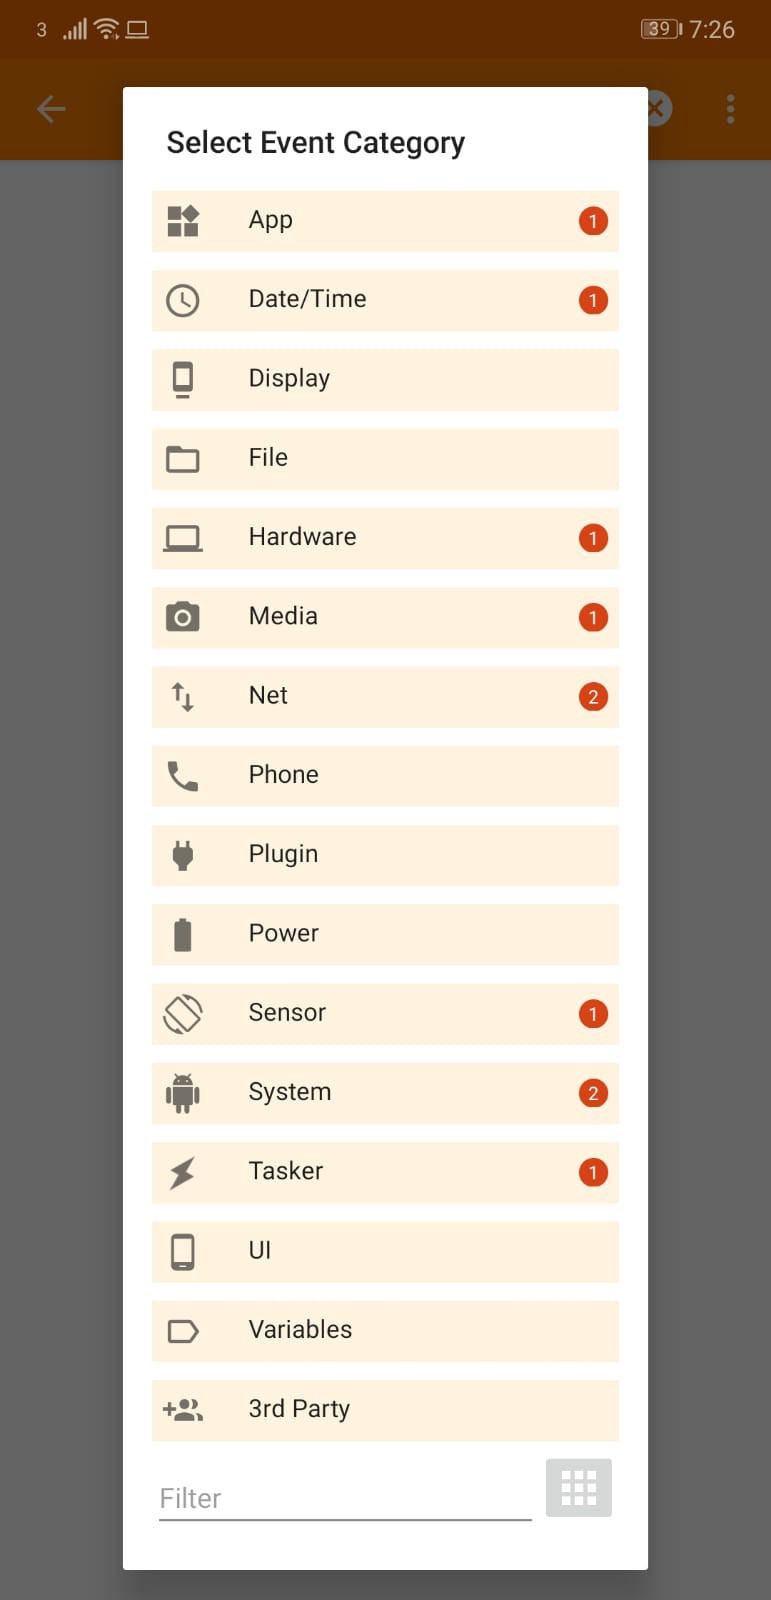 3 39 7:26
Select Event Category
App 1
Date/Time 1
Display
File
Hardware 1
Media 1
Net 2
Phone
Plugin
Power
Sensor 1
System 2
Tasker 1
UI
Variables
3rd Party
Filter